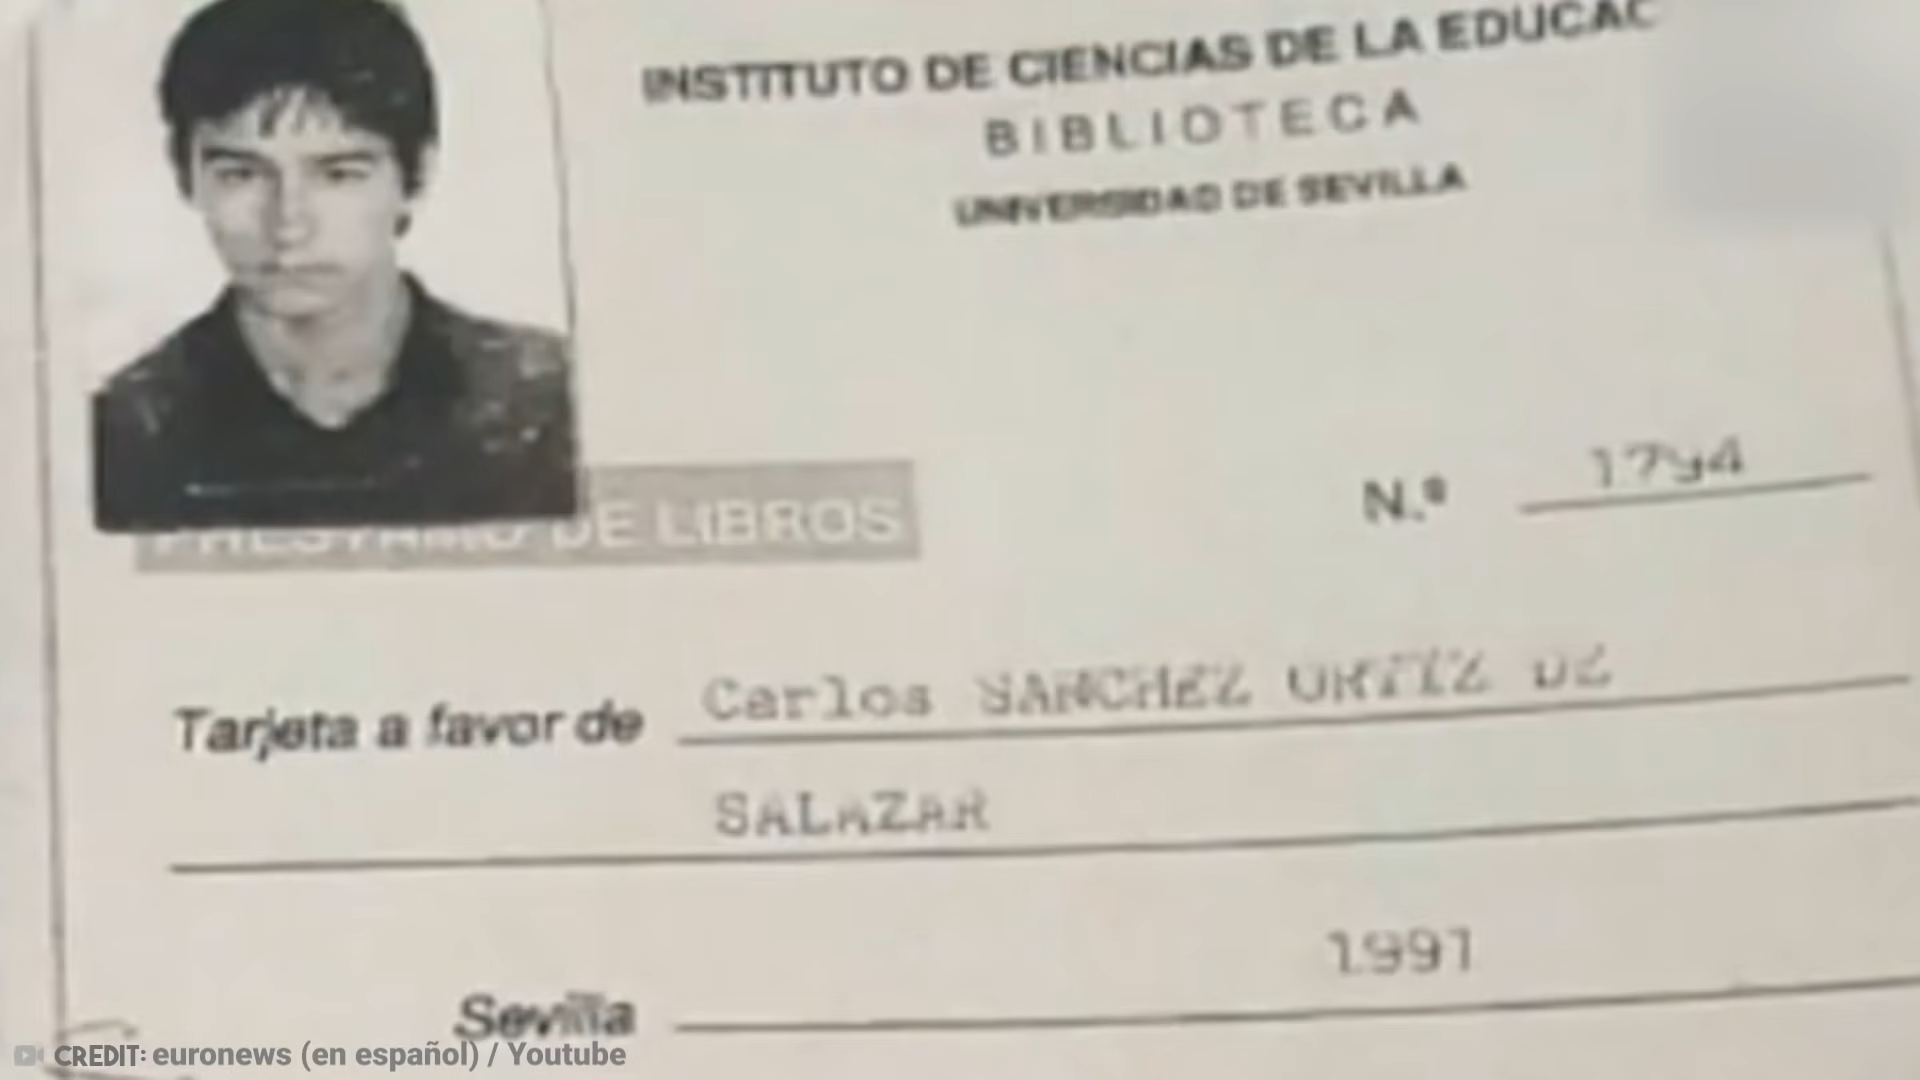 INSTITUTO DE CIENCIAS DE LA EDUCAC
BIBLIOTECA
UNIVERSIDAD DE SEVILLA
PRESTAMO DE LIBROS
N.º 1794
Tarjeta a favor de Carlos SANCHEZ ORTIZ DE
SALAZAR
1991
Sevilla
CREDIT: euronews (en español) / Youtube